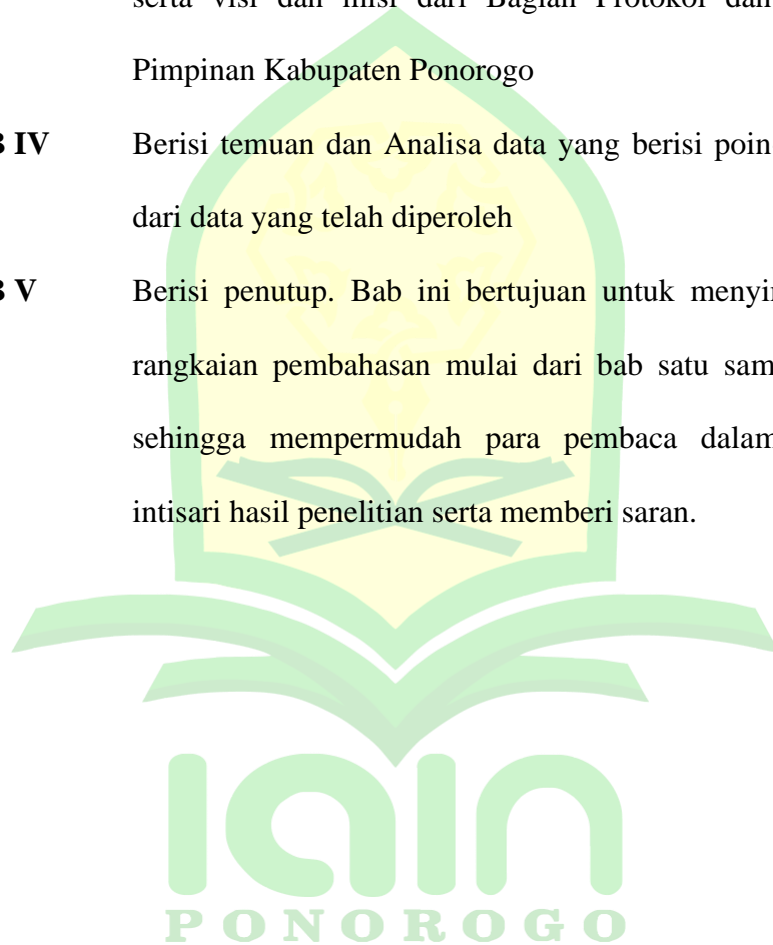 serta visi dan misi dari Bagian Protokol dan
Pimpinan Kabupaten Ponorogo
B IV Berisi temuan dan Analisa data yang berisi poin
dari data yang telah diperoleh
B V Berisi penutup. Bab ini bertujuan untuk
rangkaian pembahasan mulai dari bab satu
sehingga mempermudah para pembaca dalam
intisari hasil penelitian serta memberi saran.
iain
PONOROGO